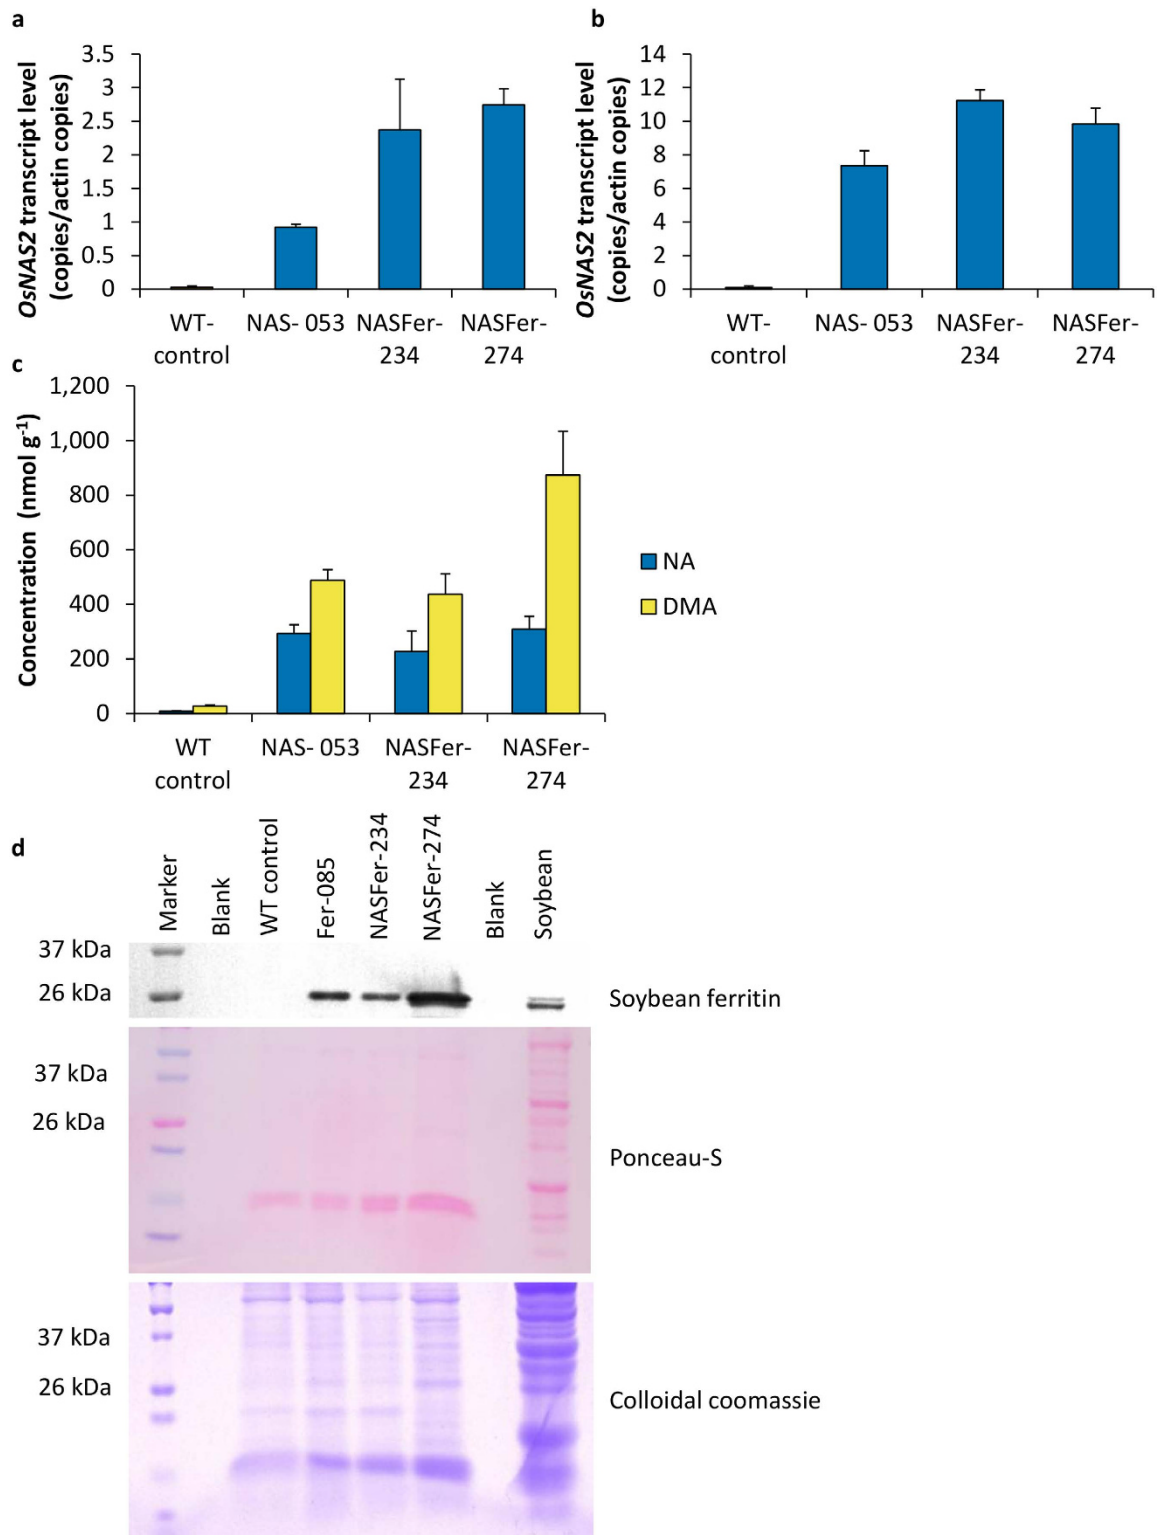 a
OsNAS2 transcript level
(copies/actin copies)
3.5
3
2.5
2
1.5
1
0.5
0
WT-
control
NAS- 053
NASFer-
234
NASFer-
274
b
OsNAS2 transcript level
(copies/actin copies)
14
12
10
8
6
4
2
0
WT-
control
NAS- 053
NASFer-
234
NASFer-
274
c
Concentration (nmol g-1)
1,200
1,000
800
600
400
200
0
WT
control
NAS- 053
NASFer-
234
NASFer-
274
NA
DMA
d
Marker
Blank
WT control
Fer-085
NASFer-234
NASFer-274
Blank
Soybean
37 kDa
26 kDa
Soybean ferritin
37 kDa
26 kDa
Ponceau-S
37 kDa
26 kDa
Colloidal coomassie